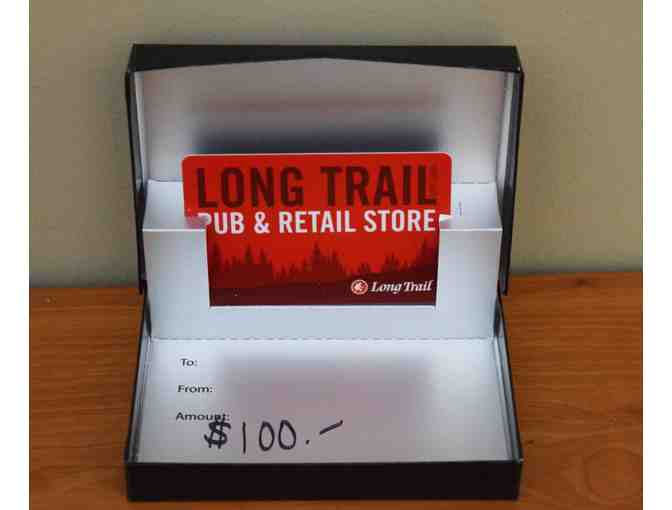 LONG TRAIL
PUB & RETAIL STORE
Long Trail
To:
From:
Amount:
$100.-